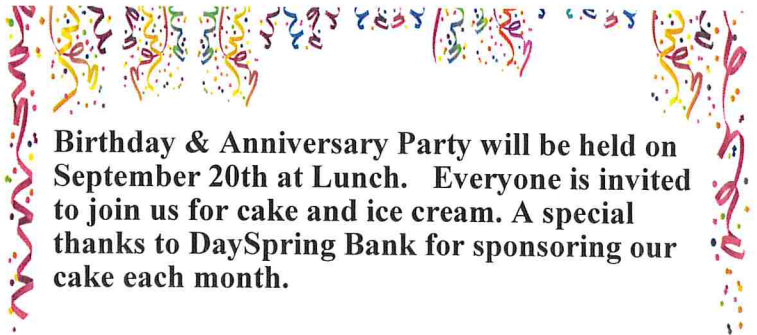 Birthday & Anniversary Party will be held on
September 20th at Lunch.   Everyone is invited
to join us for cake and ice cream. A special
thanks to DaySpring Bank for sponsoring our
cake each month.